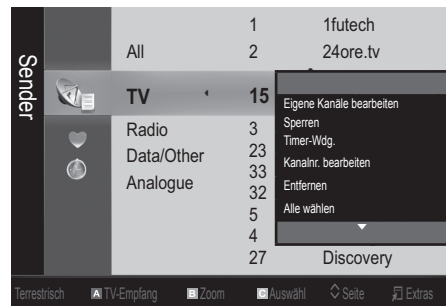 Sender
All
TV
Radio
Data/Other
Analogue
1 1futech
2 24ore.tv
15
3
23
33
32
5
4
27 Discovery
Eigene Kanäle bearbeiten
Sperren
Timer-Wdg.
Kanalnr. bearbeiten
Entfernen
Alle wählen
Terrestrisch A TV-Empfang B Zoom C Auswähl Seite Extras